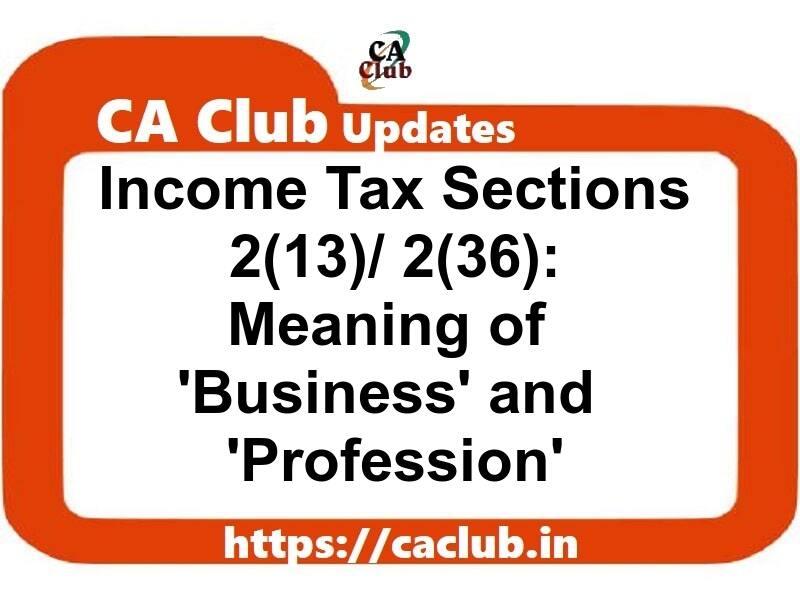 CA
Club
CA Club Updates
Income Tax Sections
2(13)/ 2(36):
Meaning of
'Business' and
'Profession'
https://caclub.in